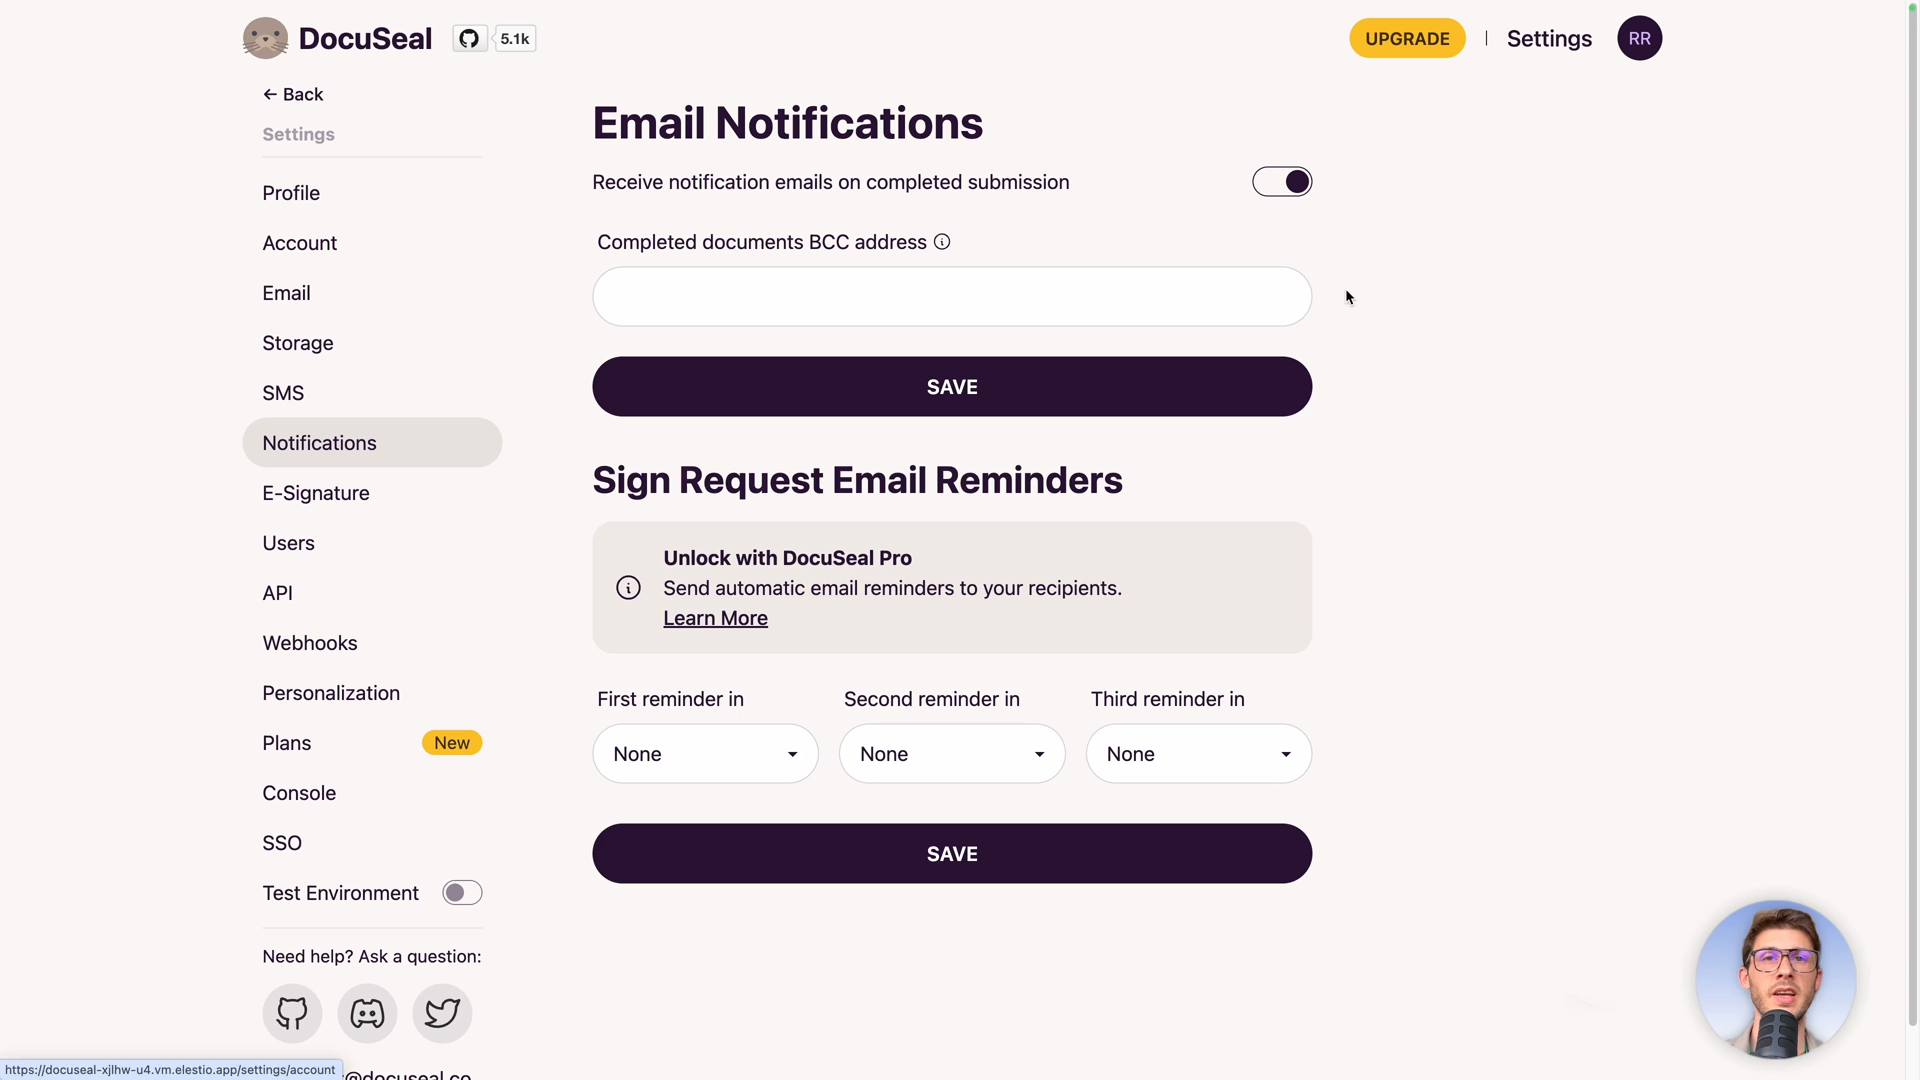 DocuSeal
5.1k
UPGRADE
Settings
RR
← Back
Settings
Profile
Account
Email
Storage
SMS
Notifications
E-Signature
Users
API
Webhooks
Personalization
Plans
New
Console
SSO
Test Environment
Need help? Ask a question:
@docuseal.co
https://docuseal-xjlhw-u4.vm.elestio.app/settings/account
Email Notifications
Receive notification emails on completed submission
Completed documents BCC address
SAVE
Sign Request Email Reminders
Unlock with DocuSeal Pro
Send automatic email reminders to your recipients.
Learn More
First reminder in
Second reminder in
Third reminder in
None
None
None
SAVE